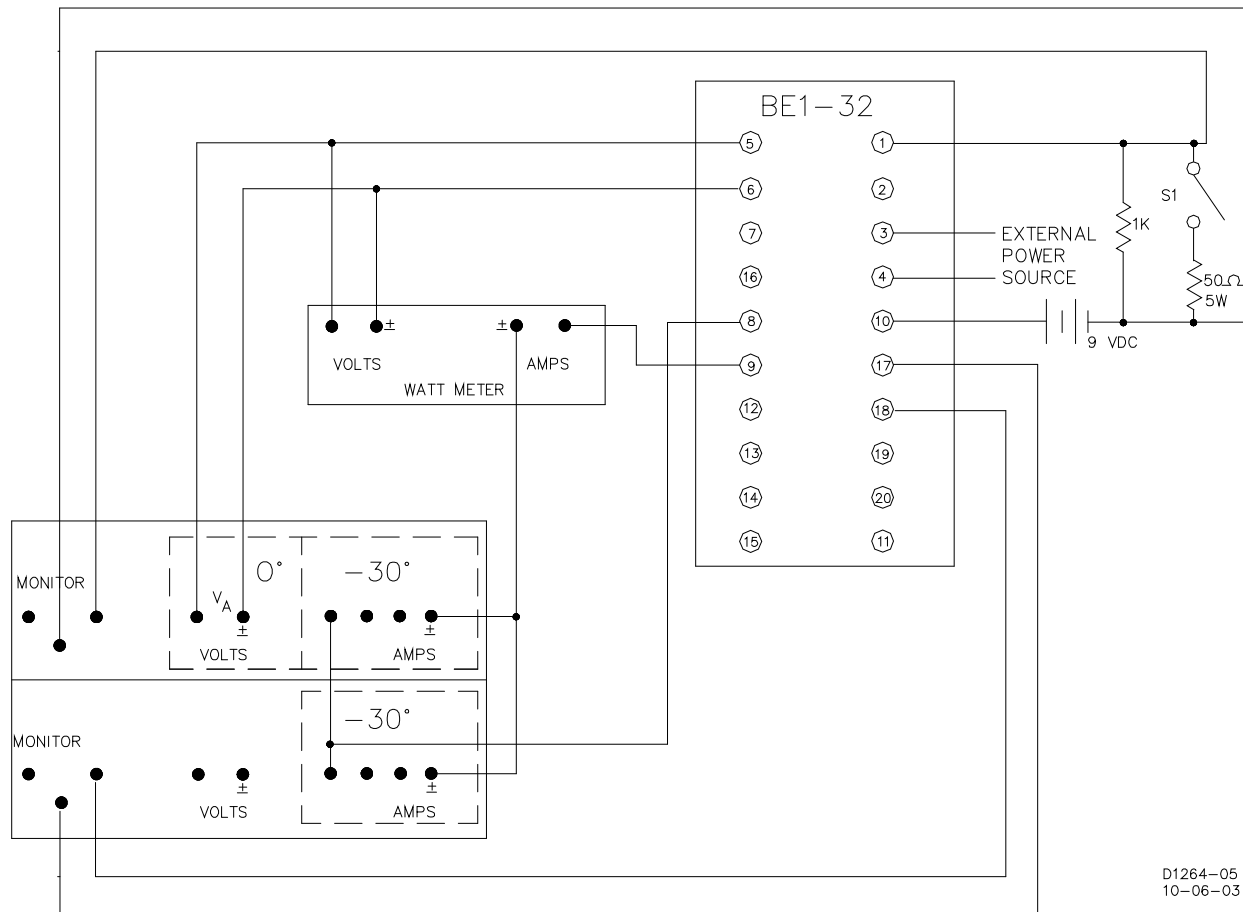 BE1-32
5
1
6
2
S1
7
3
EXTERNAL
1K
POWER
16
4
SOURCE
50Ω
5W
8
10
±
±
9 VDC
VOLTS
AMPS
9
17
WATT METER
12
18
13
19
14
20
15
11
0°
-30°
MONITOR
VA
±
±
VOLTS
AMPS
-30°
MONITOR
±
±
VOLTS
AMPS
D1264-05
10-06-03